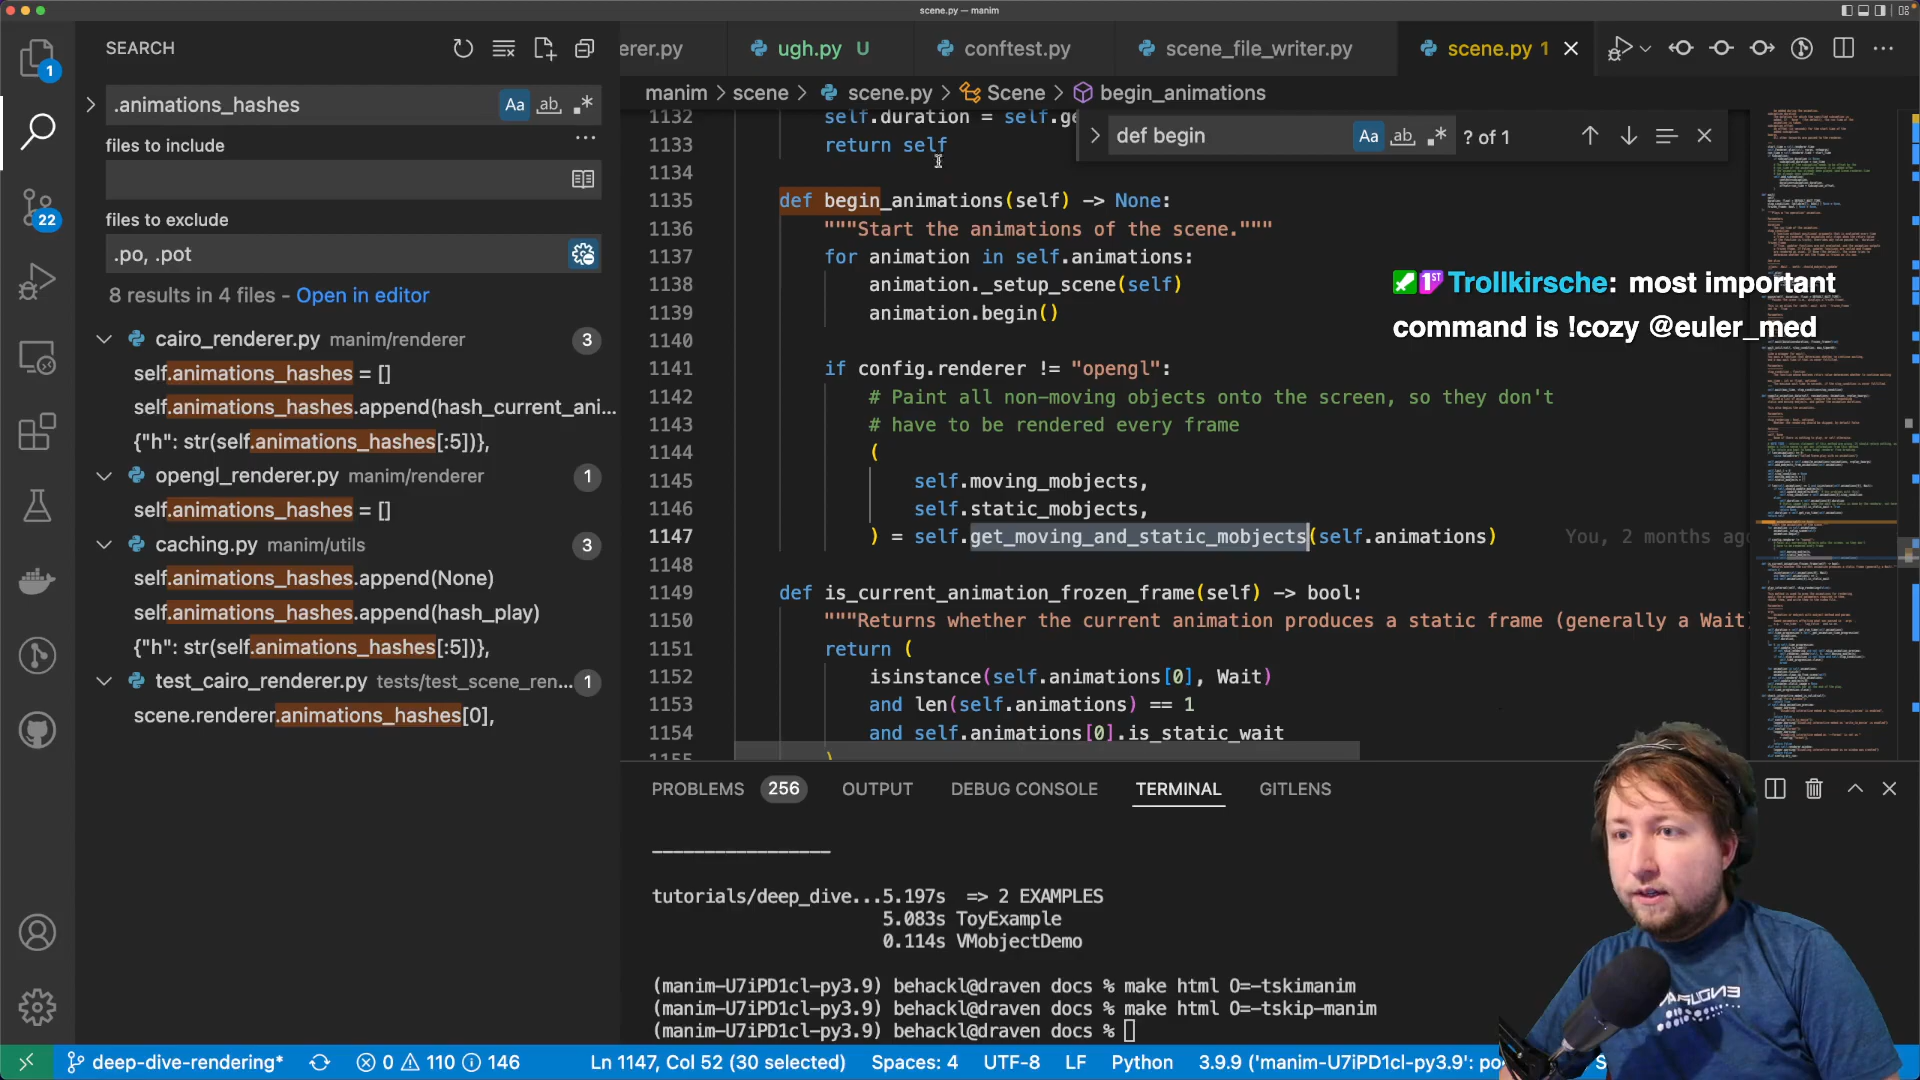 scene.py — manim
SEARCH
.animations_hashes
Aa
ab
files to include
files to exclude
.po, .pot
8 results in 4 files - Open in editor
cairo_renderer.py manim/renderer 3
self.animations_hashes = []
self.animations_hashes.append(hash_current_ani...
{"h": str(self.animations_hashes[:5])},
opengl_renderer.py manim/renderer 1
self.animations_hashes = []
caching.py manim/utils 3
self.animations_hashes.append(None)
self.animations_hashes.append(hash_play)
{"h": str(self.animations_hashes[:5])},
test_cairo_renderer.py tests/test_scene_ren... 1
scene.renderer.animations_hashes[0],
1
22
erer.py
ugh.py U
conftest.py
scene_file_writer.py
scene.py 1
manim > scene > scene.py > Scene > begin_animations
def begin
Aa
ab
? of 1
1132 self.duration = self.ge
1133 return self
1134
1135 def begin_animations(self) -> None:
1136 """Start the animations of the scene."""
1137 for animation in self.animations:
1138 animation._setup_scene(self)
1139 animation.begin()
1140
1141 if config.renderer != "opengl":
1142 # Paint all non-moving objects onto the screen, so they don't
1143 # have to be rendered every frame
1144 (
1145 self.moving_mobjects,
1146 self.static_mobjects,
1147 ) = self.get_moving_and_static_mobjects(self.animations) You, 2 months ago
1148
1149 def is_current_animation_frozen_frame(self) -> bool:
1150 """Returns whether the current animation produces a static frame (generally a Wait
1151 return (
1152 isinstance(self.animations[0], Wait)
1153 and len(self.animations) == 1
1154 and self.animations[0].is_static_wait
1155 )
1ST Trollkirsche: most important
command is !cozy @euler_med
PROBLEMS 256 OUTPUT DEBUG CONSOLE TERMINAL GITLENS
tutorials/deep_dive...5.197s => 2 EXAMPLES
5.083s ToyExample
0.114s VMobjectDemo
(manim-U7iPD1cl-py3.9) behackl@draven docs % make html O=-tskimanim
(manim-U7iPD1cl-py3.9) behackl@draven docs % make html O=-tskip-manim
(manim-U7iPD1cl-py3.9) behackl@draven docs %
deep-dive-rendering* 0 110 146 Ln 1147, Col 52 (30 selected) Spaces: 4 UTF-8 LF Python 3.9.9 ('manim-U7iPD1cl-py3.9': po